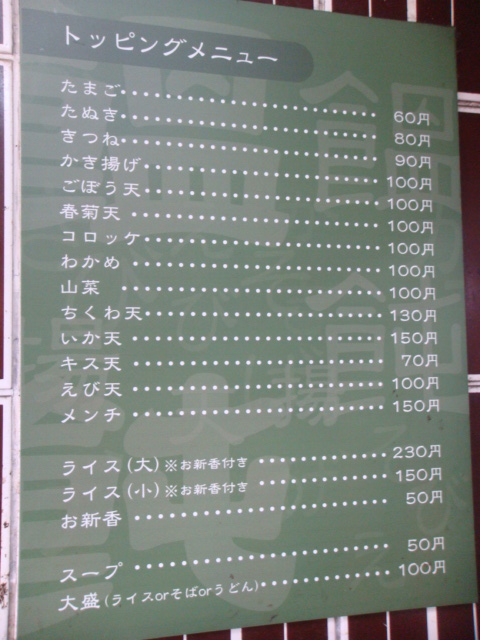 トッピングメニュー
たまご・・・・・・・・・・・・・・・・・・・・60円
たぬき・・・・・・・・・・・・・・・・・・・・80円
きつね・・・・・・・・・・・・・・・・・・・・90円
かき揚げ・・・・・・・・・・・・・・・・・・100円
ごぼう天・・・・・・・・・・・・・・・・・・100円
春菊天・・・・・・・・・・・・・・・・・・・・100円
コロッケ・・・・・・・・・・・・・・・・・・100円
わかめ・・・・・・・・・・・・・・・・・・・・100円
山菜・・・・・・・・・・・・・・・・・・・・・・100円
ちくわ天・・・・・・・・・・・・・・・・・・130円
いか天・・・・・・・・・・・・・・・・・・・・150円
キス天・・・・・・・・・・・・・・・・・・・・70円
えび天・・・・・・・・・・・・・・・・・・・・100円
メンチ・・・・・・・・・・・・・・・・・・・・150円
ライス(大)※お新香付き・・・・・・・・・・230円
ライス(小)※お新香付き・・・・・・・・・・150円
お新香・・・・・・・・・・・・・・・・・・・・50円
スープ・・・・・・・・・・・・・・・・・・・・50円
大盛(ライスorそばorうどん)・・・・・・・・・・100円